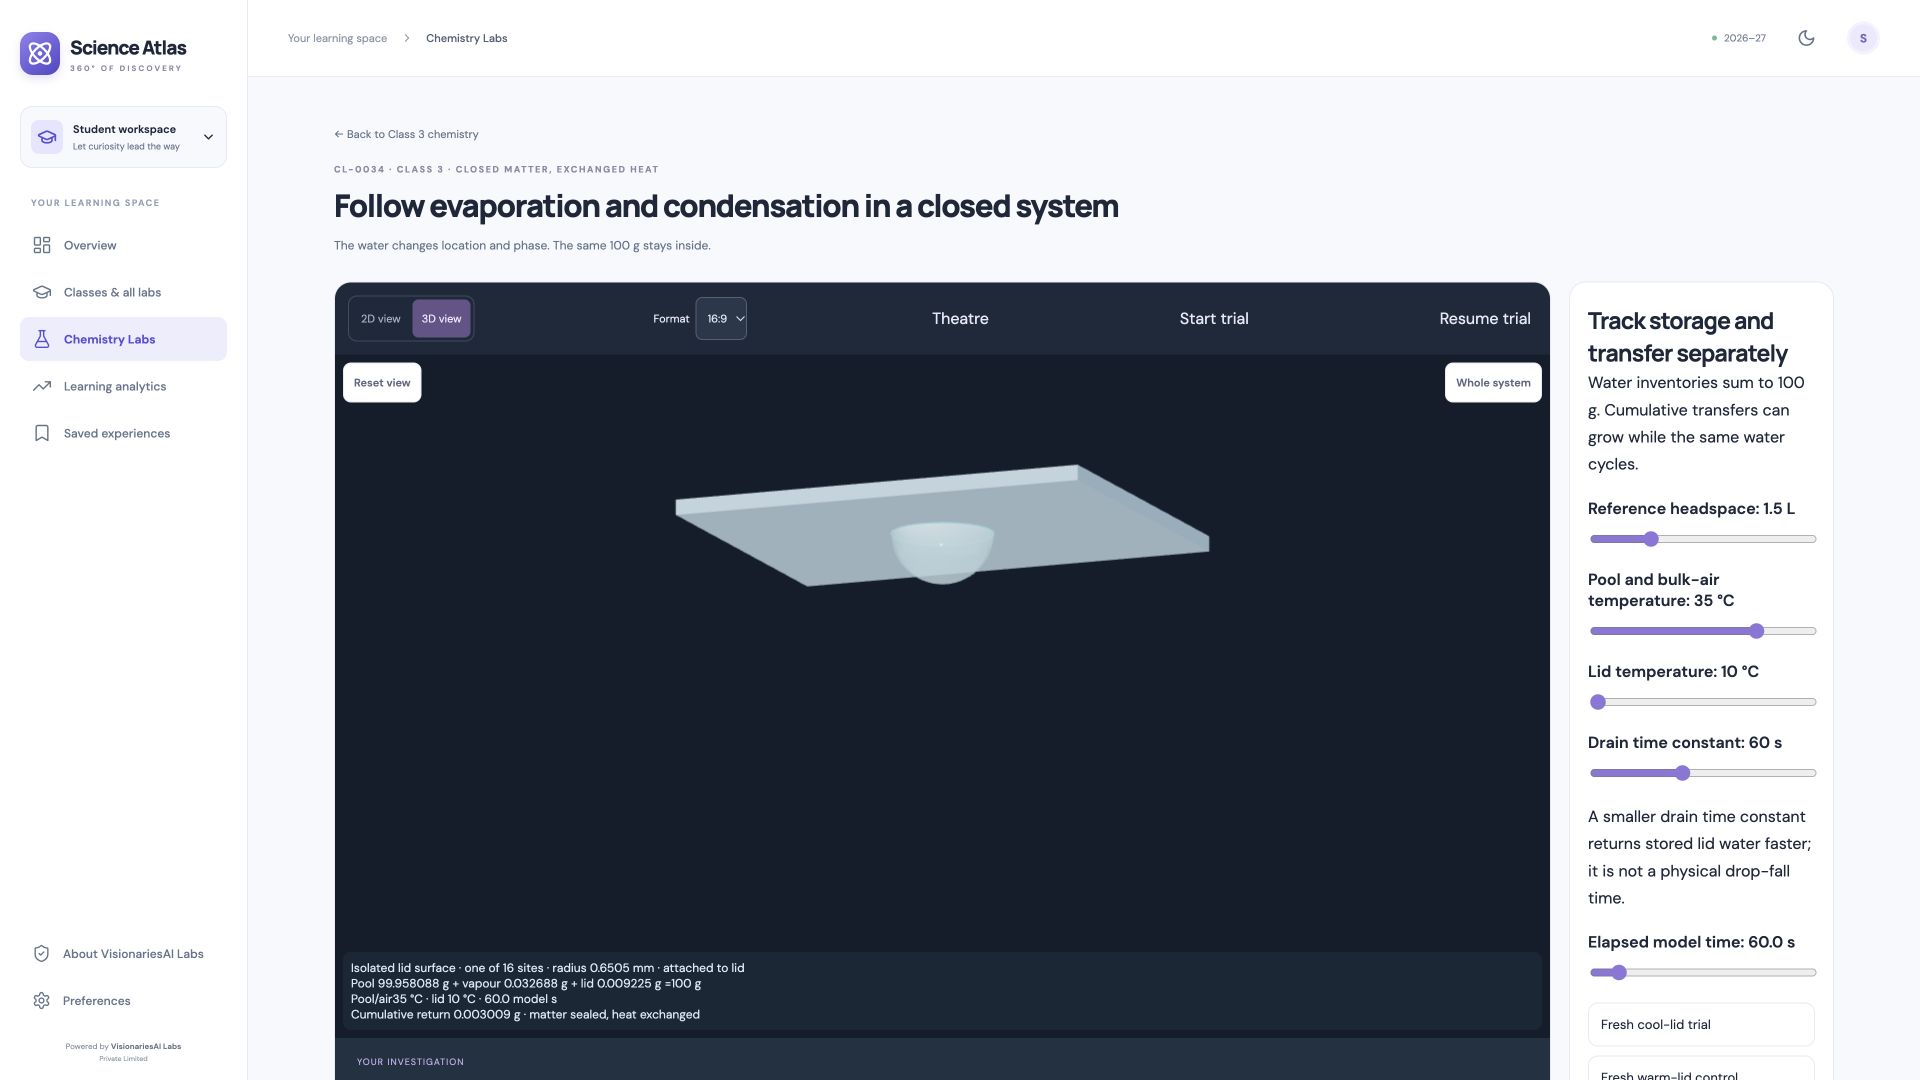 Science Atlas
360° OF DISCOVERY
Student workspace
Let curiosity lead the way
YOUR LEARNING SPACE
Overview
Classes & all labs
Chemistry Labs
Learning analytics
Saved experiences
About VisionariesAI Labs
Preferences
Powered by VisionariesAI Labs
Private Limited
Your learning space
Chemistry Labs
2026–27
S
← Back to Class 3 chemistry
CL-0034 · CLASS 3 · CLOSED MATTER, EXCHANGED HEAT
Follow evaporation and condensation in a closed system
The water changes location and phase. The same 100 g stays inside.
2D view
3D view
Format
16:9
Theatre
Start trial
Resume trial
Reset view
Whole system
Isolated lid surface · one of 16 sites · radius 0.6505 mm · attached to lid
Pool 99.958088 g + vapour 0.032688 g + lid 0.009225 g =100 g
Pool/air35 °C · lid 10 °C · 60.0 model s
Cumulative return 0.003009 g · matter sealed, heat exchanged
YOUR INVESTIGATION
Track storage and
transfer separately
Water inventories sum to 100
g. Cumulative transfers can
grow while the same water
cycles.
Reference headspace: 1.5 L
Pool and bulk-air
temperature: 35 °C
Lid temperature: 10 °C
Drain time constant: 60 s
A smaller drain time constant
returns stored lid water faster;
it is not a physical drop-fall
time.
Elapsed model time: 60.0 s
Fresh cool-lid trial
Fresh warm-lid control